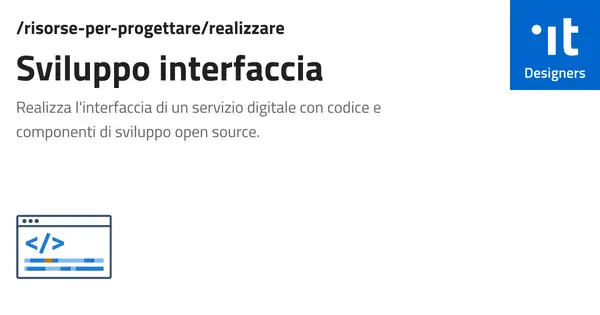 /risorse-per-progettare/realizzare
Sviluppo interfaccia
Realizza l'interfaccia di un servizio digitale con codice e
componenti di sviluppo open source.
</>
·it
Designers